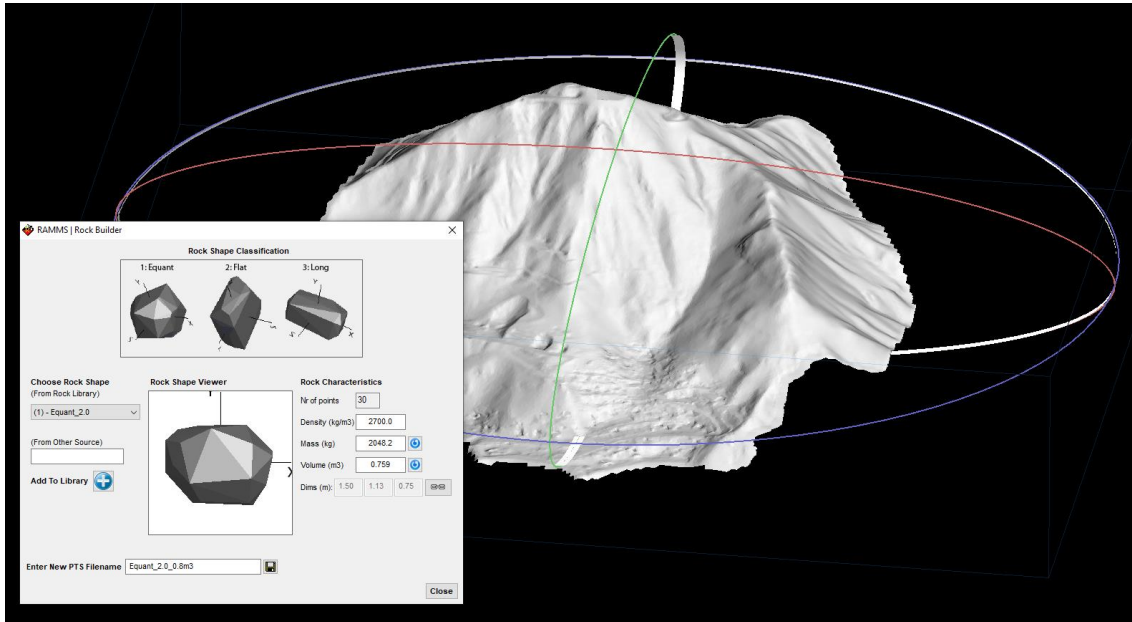 RAMMS | Rock Builder
Rock Shape Classification
1: Equant 2: Flat 3: Long
Choose Rock Shape
(From Rock Library)
(1) - Equant_2.0
(From Other Source)
Add To Library
Rock Shape Viewer
Rock Characteristics
Nr of points 30
Density (kg/m3) 2700.0
Mass (kg) 2048.2
Volume (m3) 0.759
Dims (m): 1.50 1.13 0.75
Enter New PTS Filename Equant_2.0_0.8m3
Close